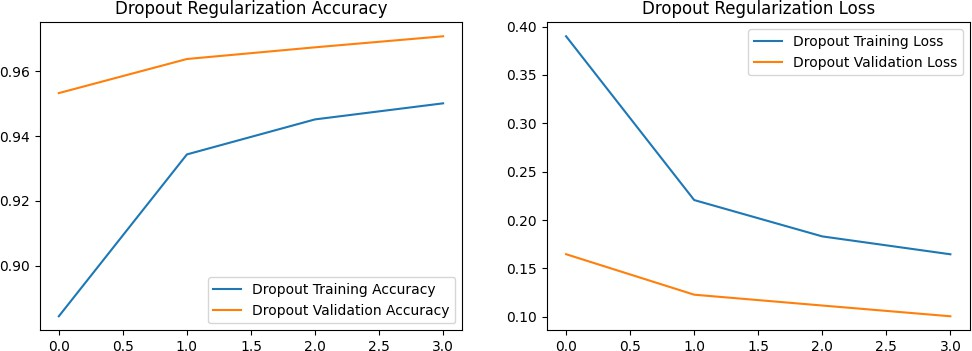 Dropout Regularization Accuracy
0.96
0.94
0.92
0.90
Dropout Training Accuracy
Dropout Validation Accuracy
0.0 0.5 1.0 1.5 2.0 2.5 3.0
Dropout Regularization Loss
0.40
0.35
0.30
0.25
0.20
0.15
0.10
Dropout Training Loss
Dropout Validation Loss
0.0 0.5 1.0 1.5 2.0 2.5 3.0